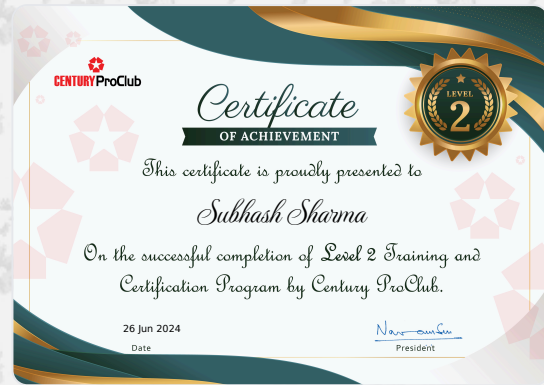 CENTURY ProClub
LEVEL
2
Certificate
OF ACHIEVEMENT
This certificate is proudly presented to
Subhash Sharma
On the successful completion of Level 2 Training and
Certification Program by Century ProClub.
26 Jun 2024
Date
President